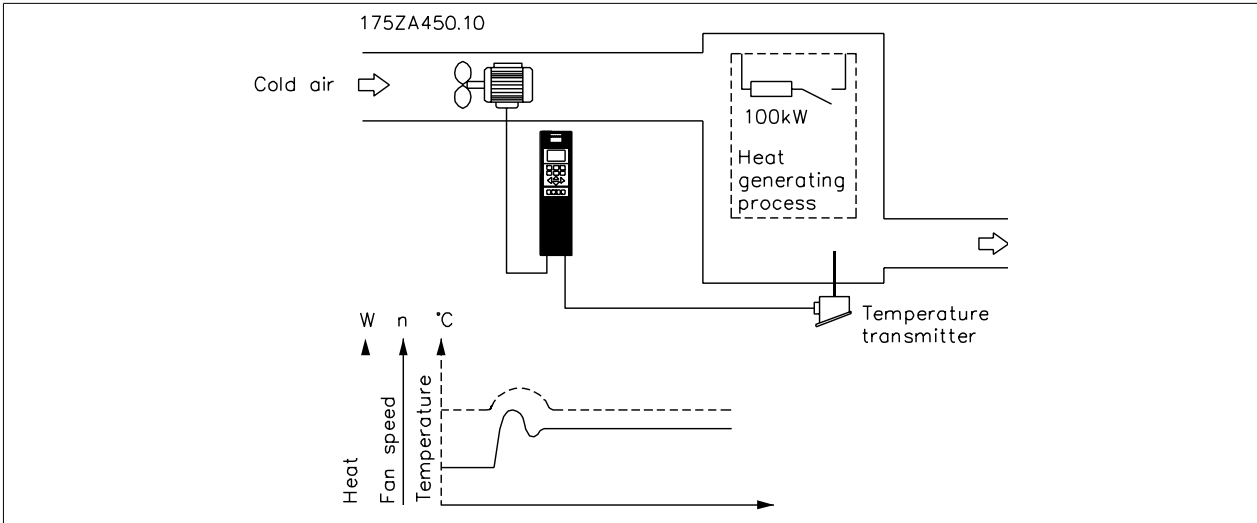 175ZA450.10
Cold air
100kW
Heat
generating
process
Temperature
transmitter
W n °C
Heat
Fan speed
Temperature